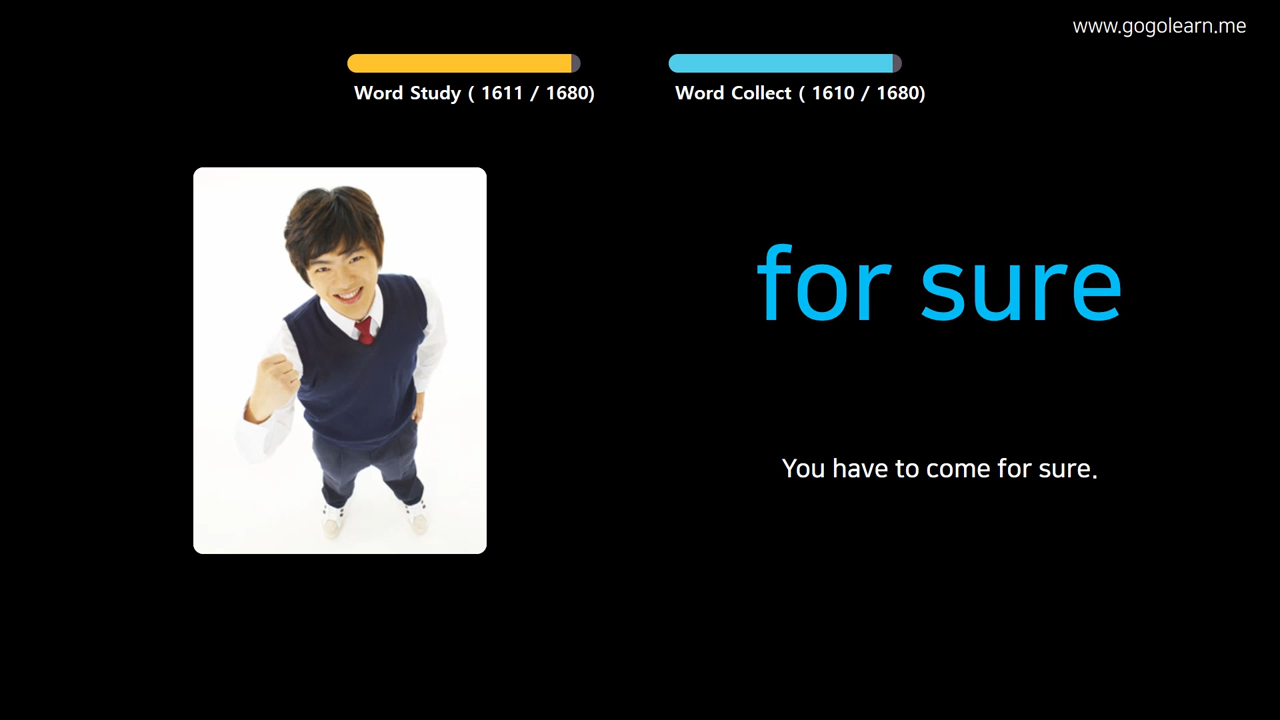 www.gogolearn.me
Word Study ( 1611 / 1680)
Word Collect ( 1610 / 1680)
for sure
You have to come for sure.